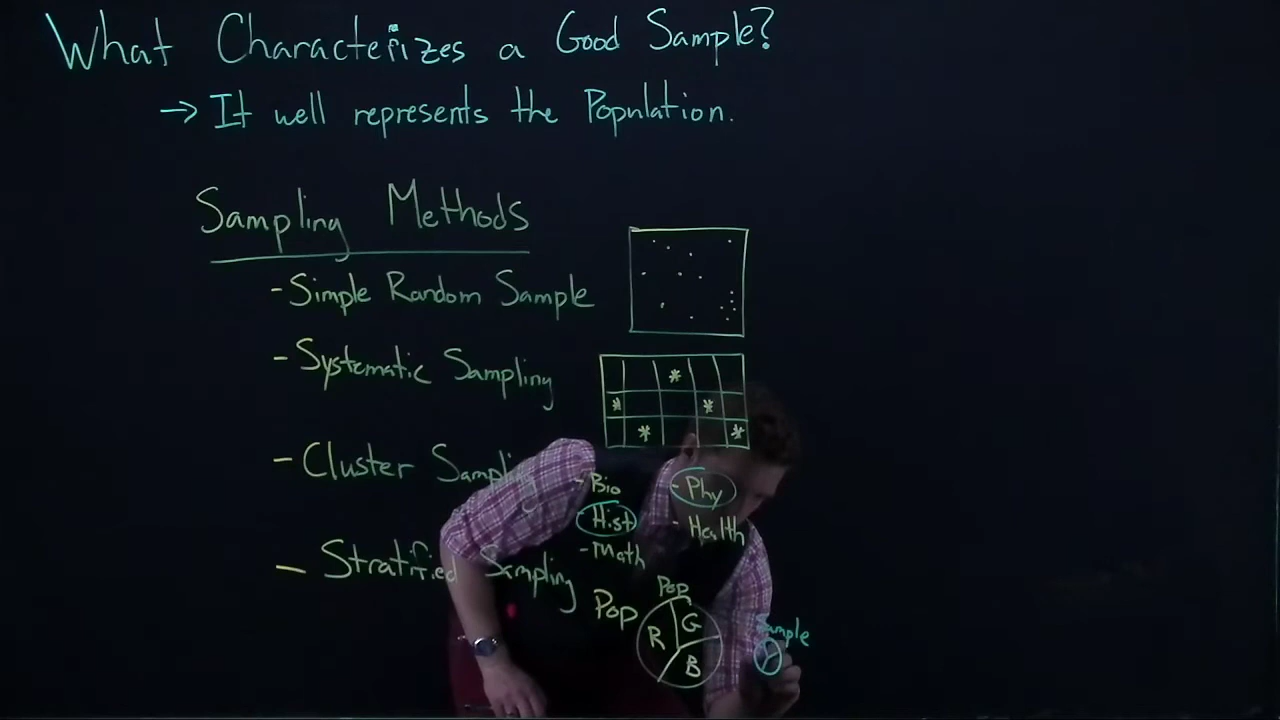 What Characterizes a Good Sample?
→ It well represents the Population.
Sampling Methods
- Simple Random Sample
- Systematic Sampling
- Cluster Sampling
- Bio
- Phy
- Hist
- Health
- Math
- Stratified Sampling
Pop
Pop
R G
B
Sample